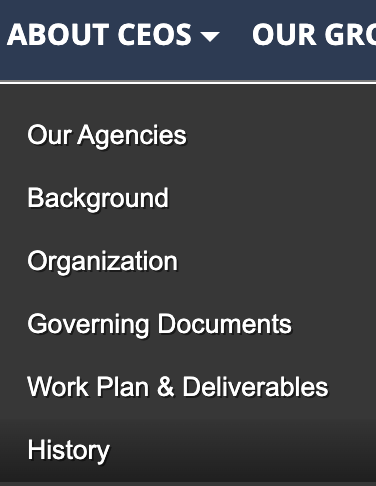 ABOUT CEOS OUR GRO
Our Agencies
Background
Organization
Governing Documents
Work Plan & Deliverables
History